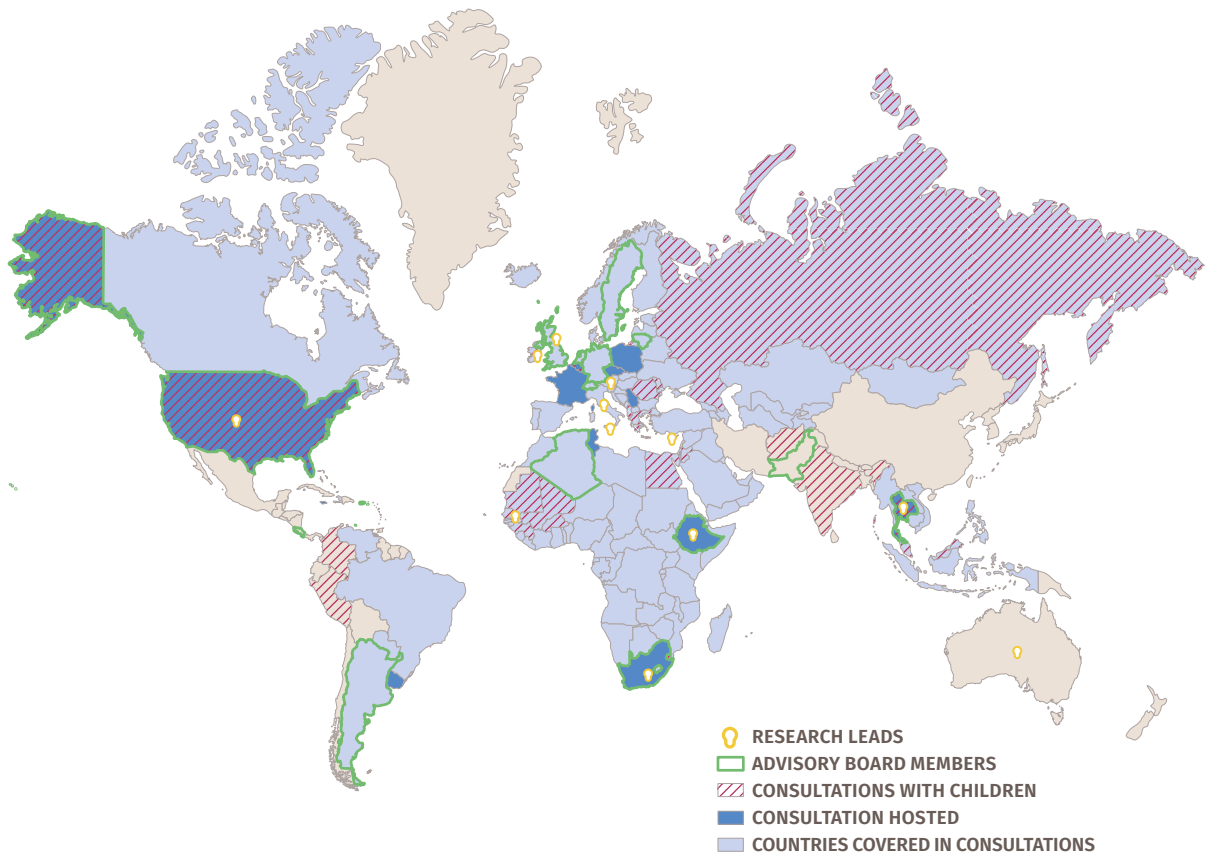 RESEARCH LEADS
ADVISORY BOARD MEMBERS
CONSULTATIONS WITH CHILDREN
CONSULTATION HOSTED
COUNTRIES COVERED IN CONSULTATIONS